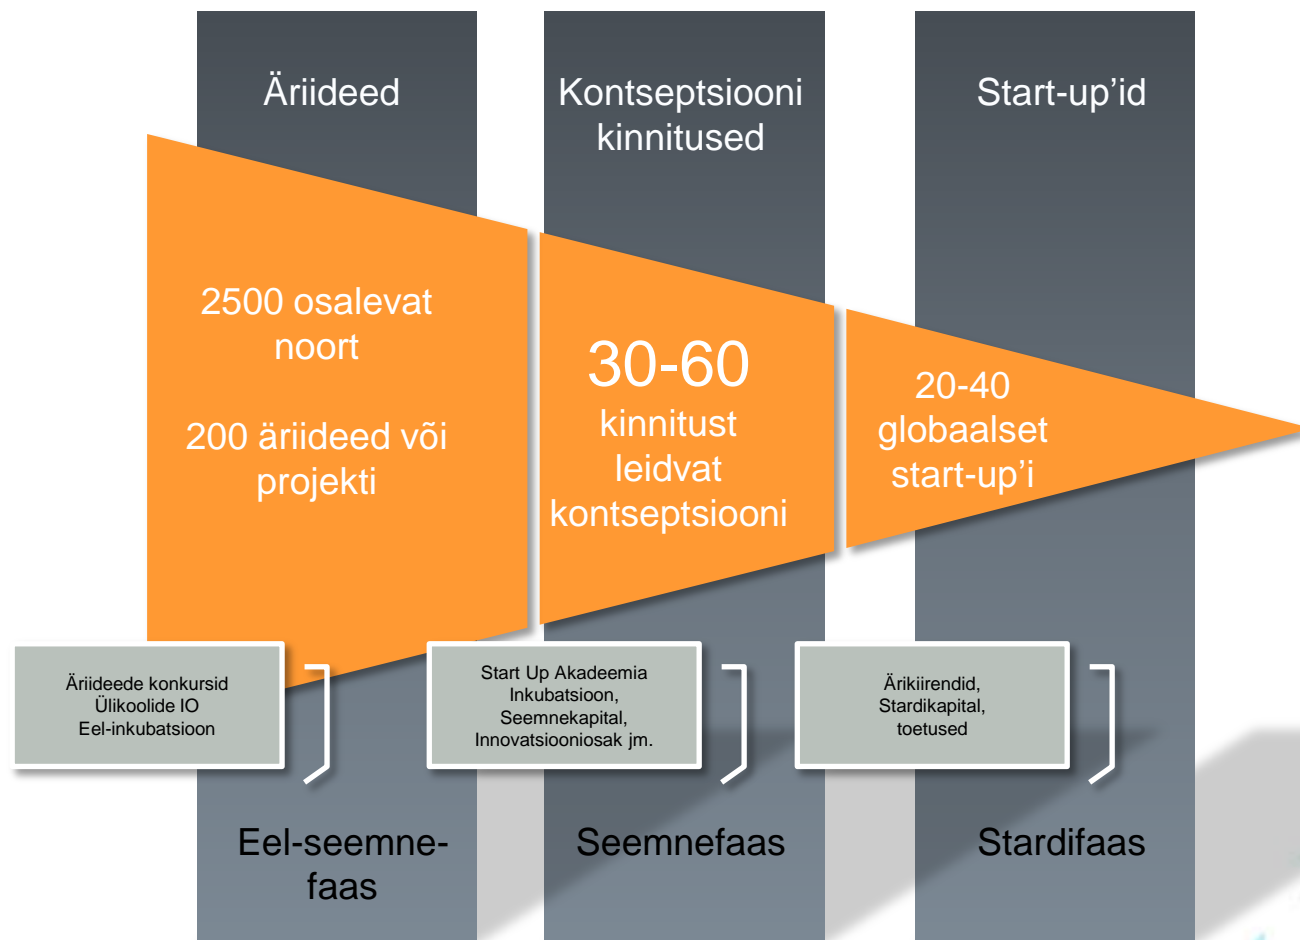 Äriideed
Kontseptsiooni
kinnitused
Start-up’id
2500 osalevat
noort
200 äriideed või
projekti
30-60
kinnitust
leidvat
kontseptsiooni
20-40
globaalset
start-up’i
Äriideede konkursid
Ülikoolide IO
Eel-inkubatsioon
Start Up Akadeemia
Inkubatsioon,
Seemnekapital,
Innovatsiooniosak jm.
Ärikiirendid,
Stardikapital,
toetused
Eel-seemne-
faas
Seemnefaas
Stardifaas